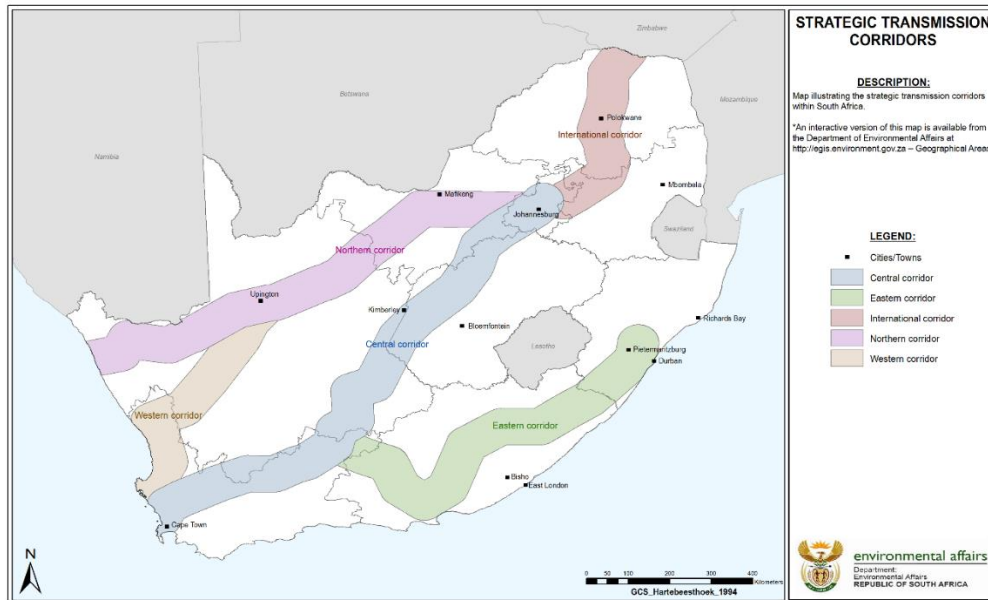 STRATEGIC TRANSMISSION
CORRIDORS
DESCRIPTION:
Map illustrating the strategic transmission corridors
within South Africa.
*An interactive version of this map is available from
the Department of Environmental Affairs at
http://egis.environment.gov.za – Geographical Areas
LEGEND:
Cities/Towns
Central corridor
Eastern corridor
International corridor
Northern corridor
Western corridor
environmental affairs
Department:
Environmental Affairs
REPUBLIC OF SOUTH AFRICA
Zimbabwe
Botswana
Mozambique
Namibia
Polokwane
International corridor
Mbombela
Mafikeng
Johannesburg
Swaziland
Northern corridor
Upington
Kimberley
Bloemfontein
Richards Bay
Central corridor
Lesotho
Pietermaritzburg
Durban
Western corridor
Eastern corridor
Bisho
East London
Cape Town
N
0 50 100 200 300 400
Kilometers
GCS_Hartebeesthoek_1994